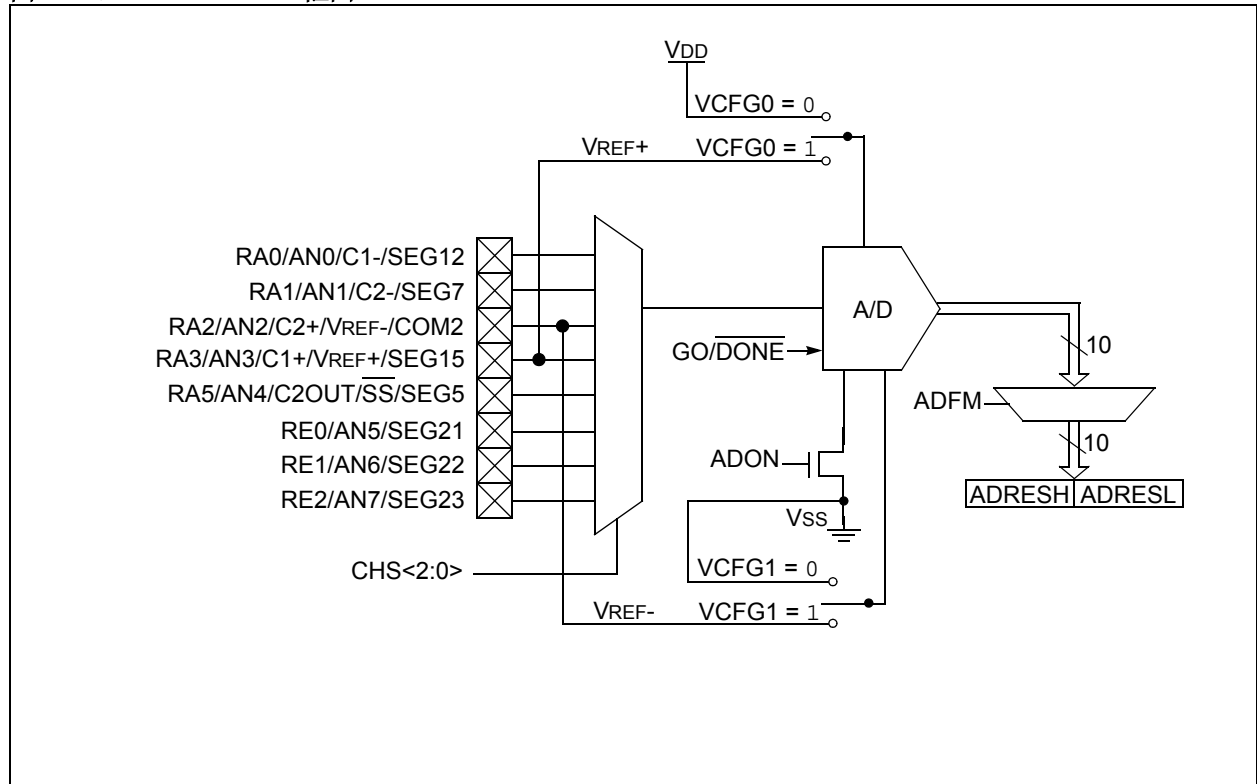 VDD
VCFG0 = 0
VREF+ VCFG0 = 1
RA0/AN0/C1-/SEG12
RA1/AN1/C2-/SEG7
RA2/AN2/C2+/VREF-/COM2
RA3/AN3/C1+/VREF+/SEG15
RA5/AN4/C2OUT/SS/SEG5
RE0/AN5/SEG21
RE1/AN6/SEG22
RE2/AN7/SEG23
CHS<2:0>
A/D
GO/DONE
ADON
VSS
VCFG1 = 0
VREF- VCFG1 = 1
10
ADFM
10
ADRESH ADRESL